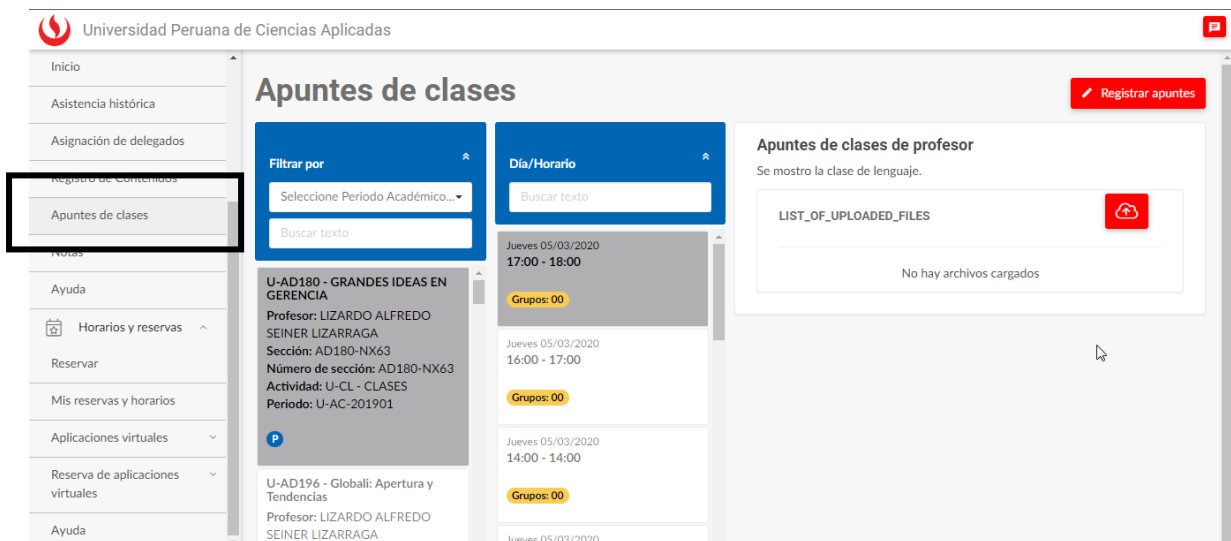 Universidad Peruana de Ciencias Aplicadas
Inicio
Asistencia histórica
Asignación de delegados
Registro de Contenidos
Apuntes de clases
Notas
Ayuda
Horarios y reservas
Reservar
Mis reservas y horarios
Aplicaciones virtuales
Reserva de aplicaciones
virtuales
Ayuda
Apuntes de clases
Registrar apuntes
Filtrar por
Seleccione Periodo Académico...
Buscar texto
U-AD180 - GRANDES IDEAS EN
GERENCIA
Profesor: LIZARDO ALFREDO
SEINER LIZARRAGA
Sección: AD180-NX63
Número de sección: AD180-NX63
Actividad: U-CL - CLASES
Periodo: U-AC-201901
P
U-AD196 - Globali: Apertura y
Tendencias
Profesor: LIZARDO ALFREDO
SEINER LIZARRAGA
Día/Horario
Buscar texto
Jueves 05/03/2020
17:00 - 18:00
Grupos: 00
Jueves 05/03/2020
16:00 - 17:00
Grupos: 00
Jueves 05/03/2020
14:00 - 14:00
Grupos: 00
Jueves 05/03/2020
Apuntes de clases de profesor
Se mostro la clase de lenguaje.
LIST_OF_UPLOADED_FILES
No hay archivos cargados